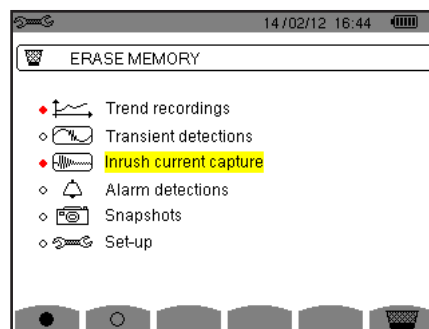 14/02/12 16:44
ERASE MEMORY
Trend recordings
Transient detections
Inrush current capture
Alarm detections
Snapshots
Set-up